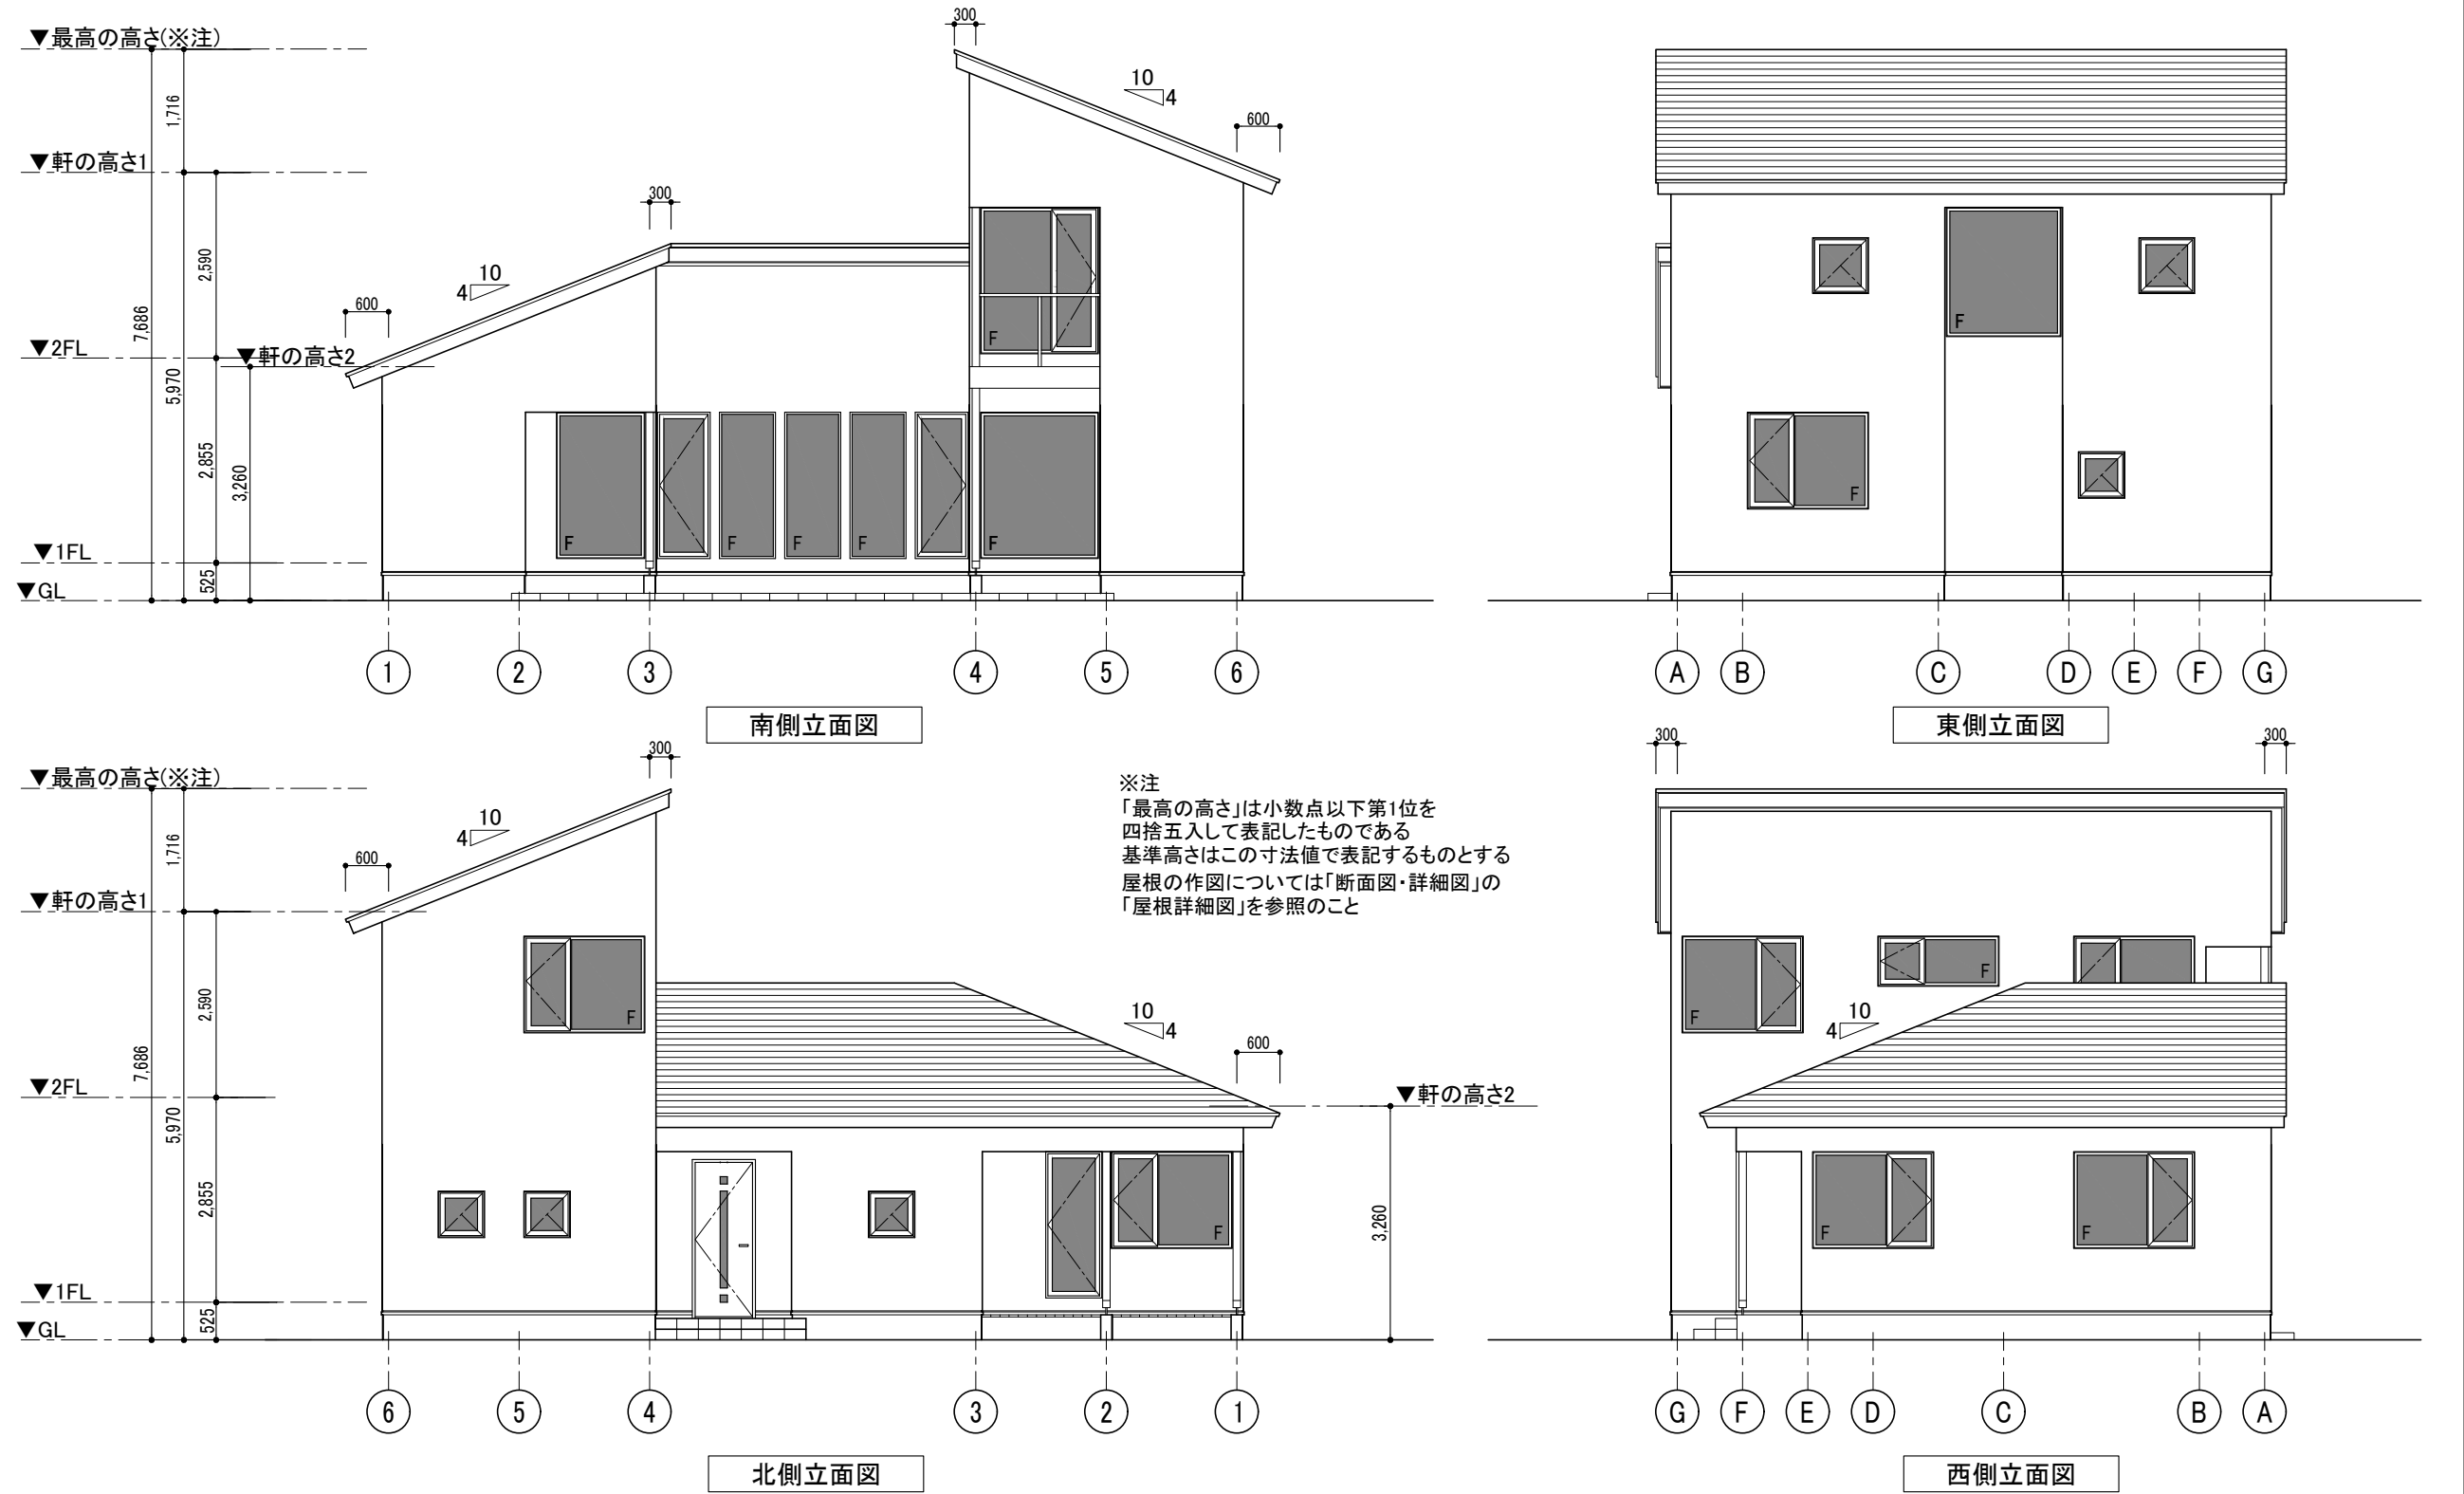 300
▼最高の高さ(※注)
10
4
1,716
600
▼軒の高さ1
300
2,590
10
4
600
7,686
▼2FL
▼軒の高さ2
5,970
2,855
3,260
F
F
F
F
F
F
F
▼1FL
525
▼GL
1
2
3
4
5
6
南側立面図
F
F
A
B
C
D
E
F
G
東側立面図
300
▼最高の高さ(※注)
10
4
1,716
600
▼軒の高さ1
2,590
F
7,686
10
4
600
▼2FL
▼軒の高さ2
5,970
2,855
3,260
F
▼1FL
525
▼GL
6
5
4
3
2
1
北側立面図
※注
「最高の高さ」は小数点以下第1位を
四捨五入して表記したものである
基準高さはこの寸法値で表記するものとする
屋根の作図については「断面図・詳細図」の
「屋根詳細図」を参照のこと
300
300
F
F
10
4
F
F
G
F
E
D
C
B
A
西側立面図